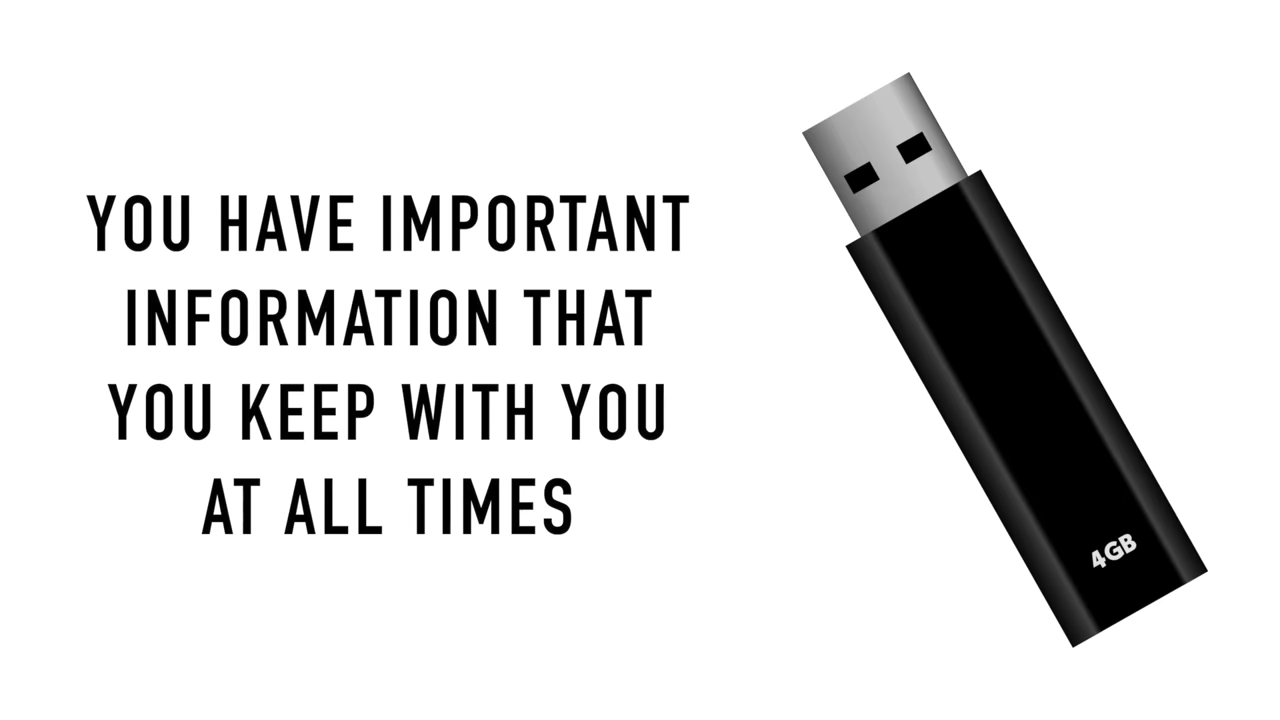 YOU HAVE IMPORTANT
INFORMATION THAT
YOU KEEP WITH YOU
AT ALL TIMES
4GB